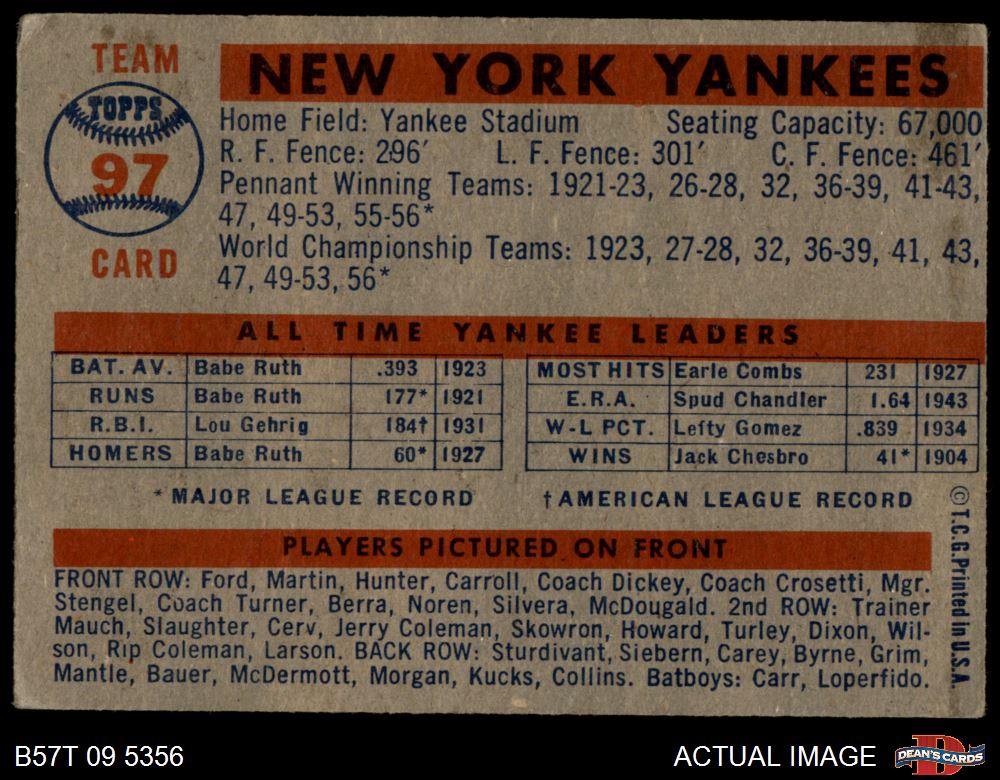 TEAM
TOPPS
97
CARD
NEW YORK YANKEES
Home Field: Yankee Stadium Seating Capacity: 67,000
R. F. Fence: 296′ L. F. Fence: 301′ C. F. Fence: 461′
Pennant Winning Teams: 1921-23, 26-28, 32, 36-39, 41-43,
47, 49-53, 55-56*
World Championship Teams: 1923, 27-28, 32, 36-39, 41, 43,
47, 49-53, 56*
ALL TIME YANKEE LEADERS
BAT. AV. Babe Ruth .393 1923
RUNS Babe Ruth 177* 1921
R.B.I. Lou Gehrig 184† 1931
HOMERS Babe Ruth 60* 1927
MOST HITS Earle Combs 231 1927
E.R.A. Spud Chandler 1.64 1943
W-L PCT. Lefty Gomez .839 1934
WINS Jack Chesbro 41* 1904
*MAJOR LEAGUE RECORD †AMERICAN LEAGUE RECORD
PLAYERS PICTURED ON FRONT
FRONT ROW: Ford, Martin, Hunter, Carroll, Coach Dickey, Coach Crosetti, Mgr.
Stengel, Coach Turner, Berra, Noren, Silvera, McDougald. 2nd ROW: Trainer
Mauch, Slaughter, Cerv, Jerry Coleman, Skowron, Howard, Turley, Dixon, Wil-
son, Rip Coleman, Larson. BACK ROW: Sturdivant, Siebern, Carey, Byrne, Grim,
Mantle, Bauer, McDermott, Morgan, Kucks, Collins. Batboys: Carr, Loperfido.
©T.C.G. Printed in U.S.A.
B57T 09 5356
ACTUAL IMAGE
DEAN'S CARDS